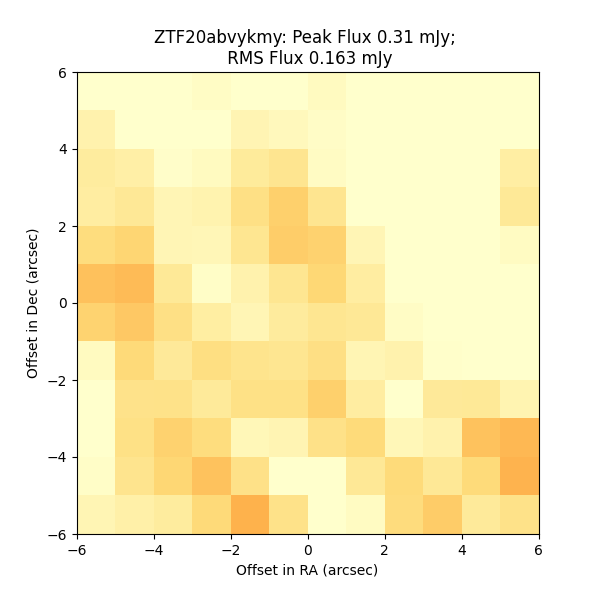 ZTF20abvykmy: Peak Flux 0.31 mJy;
RMS Flux 0.163 mJy
6
4
2
0
−2
−4
−6
Offset in Dec (arcsec)
−6 −4 −2 0 2 4 6
Offset in RA (arcsec)